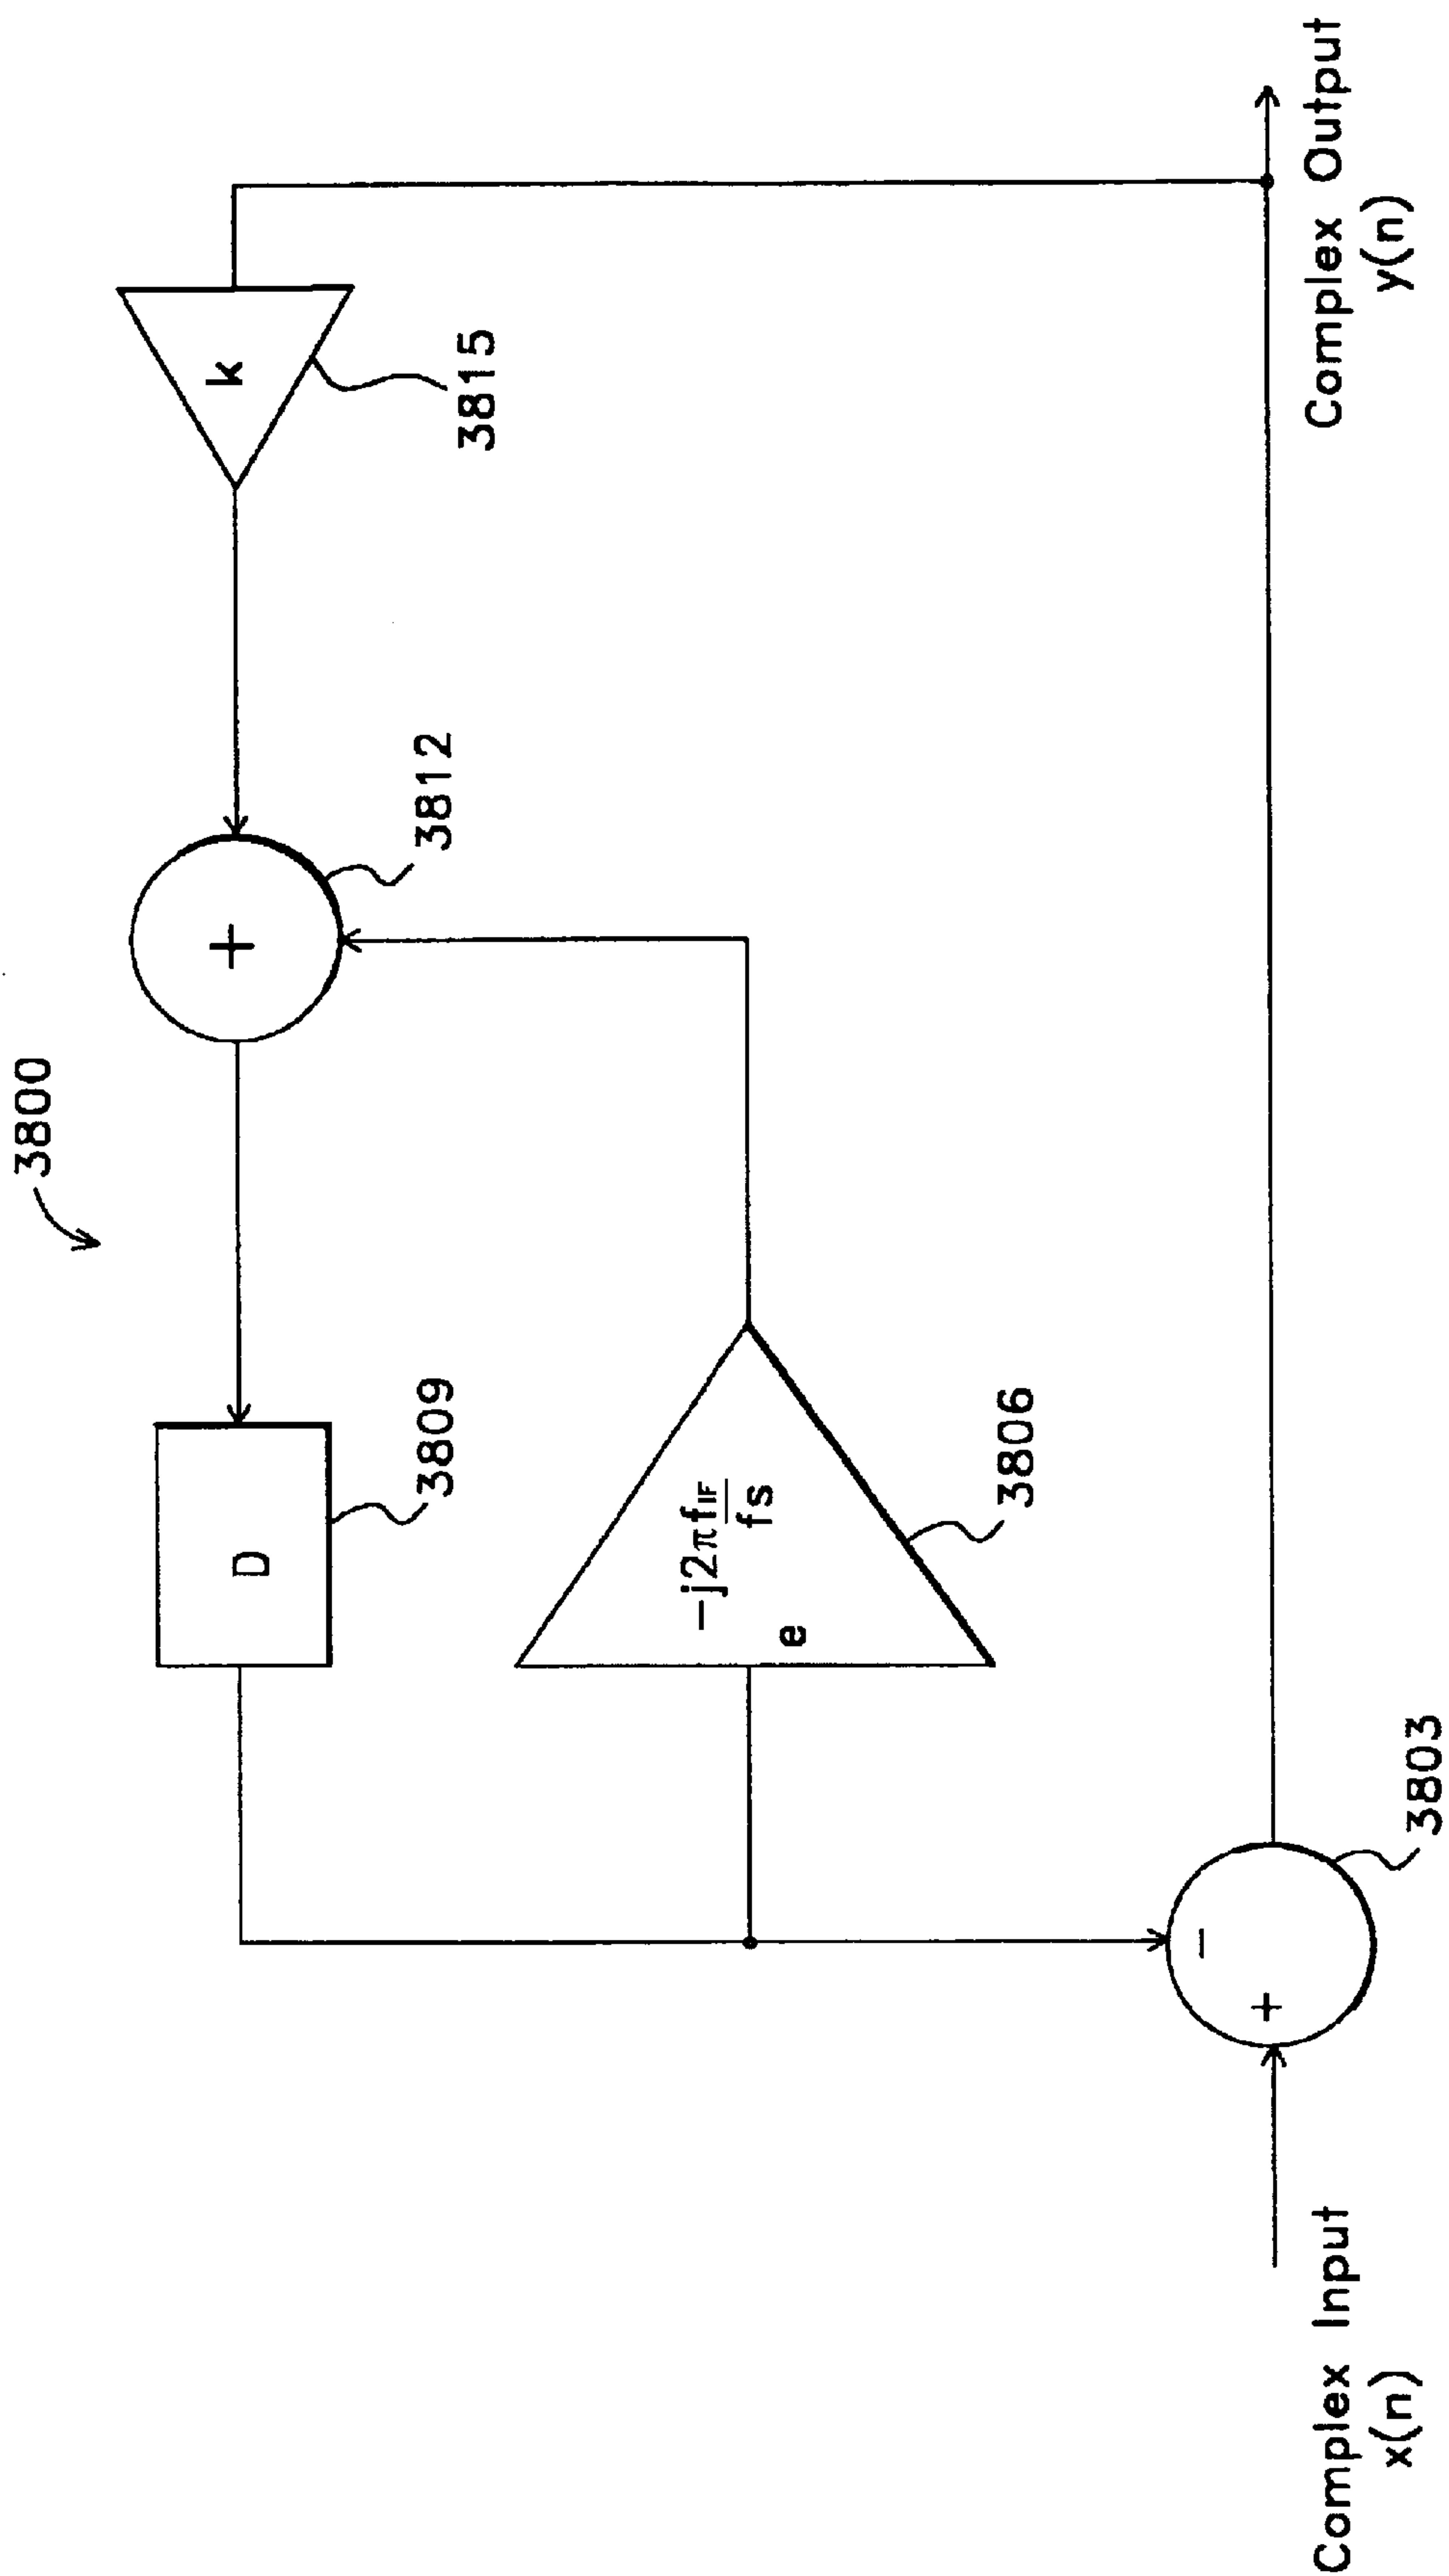 3800
D
3809
+
3812
k
3815
e
-j2πf_IF
fs
3806
-
+
3803
Complex Input
x(n)
Complex Output
y(n)